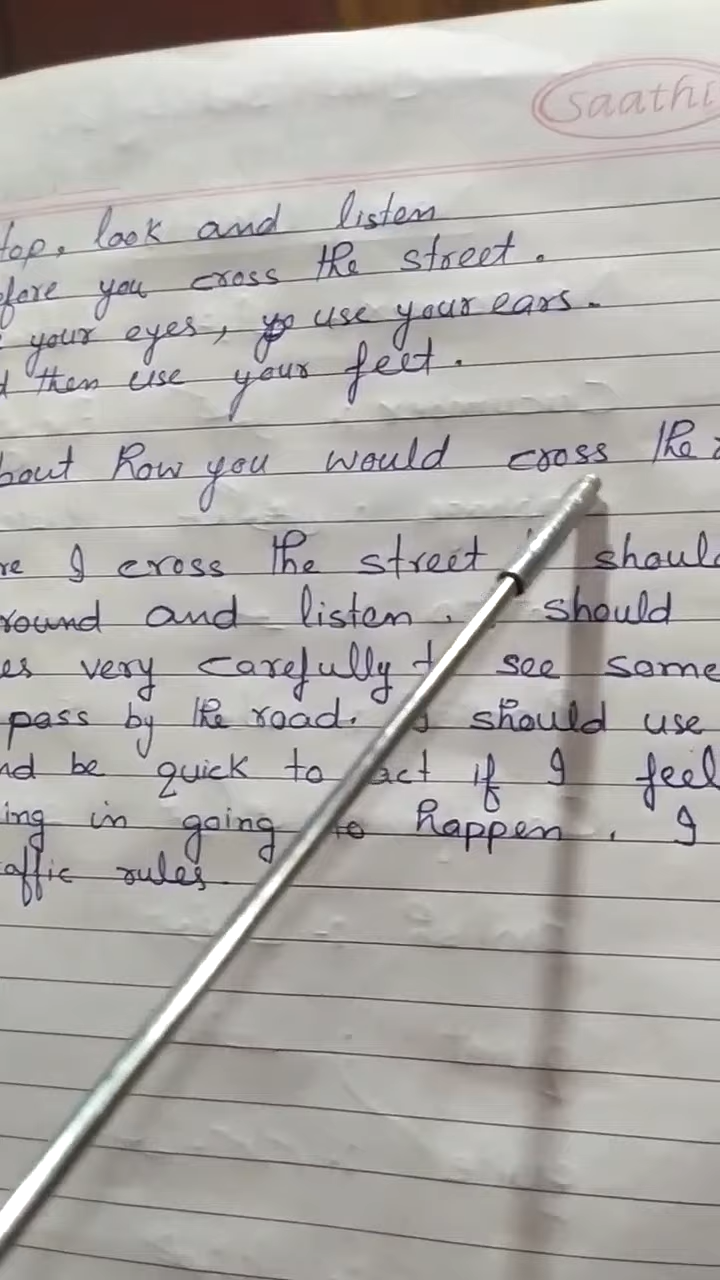 Saathi
top, look and listen
efore you cross the street.
your eyes, use your ears.
d then use your feet.
bout how you would cross the
re I cross the street should
round and listen. should
es very carefully see some
pass by the road. I should use
nd be quick to act if I feel
ing in going to happen. I
affic rules